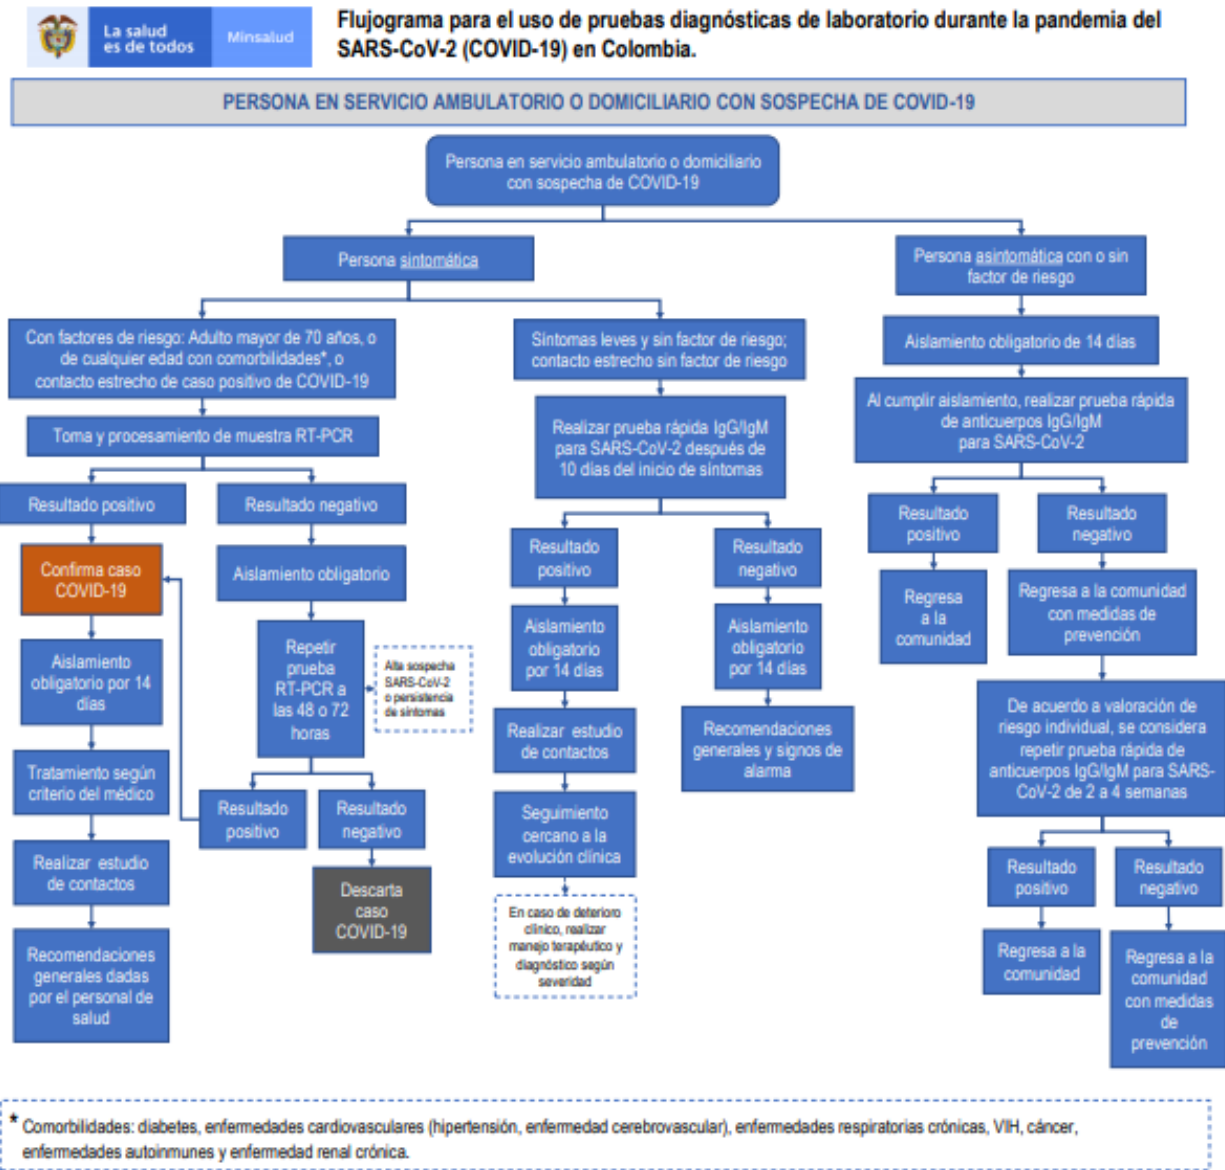 La salud
es de todos
Minsalud
Flujograma para el uso de pruebas diagnósticas de laboratorio durante la pandemia del
SARS-CoV-2 (COVID-19) en Colombia.
PERSONA EN SERVICIO AMBULATORIO O DOMICILIARIO CON SOSPECHA DE COVID-19
Persona en servicio ambulatorio o domiciliario
con sospecha de COVID-19
Persona sintomática
Con factores de riesgo: Adulto mayor de 70 años, o
de cualquier edad con comorbilidades*, o
contacto estrecho de caso positivo de COVID-19
Toma y procesamiento de muestra RT-PCR
Resultado positivo
Confirma caso
COVID-19
Aislamiento
obligatorio por 14
días
Tratamiento según
criterio del médico
Realizar estudio
de contactos
Recomendaciones
generales dadas
por el personal de
salud
Resultado negativo
Aislamiento obligatorio
Repetir
prueba
RT-PCR a
las 48 o 72
horas
Alta sospecha
SARS-CoV-2
o persistencia
de síntomas
Resultado
positivo
Resultado
negativo
Descarta
caso
COVID-19
Síntomas leves y sin factor de riesgo;
contacto estrecho sin factor de riesgo
Realizar prueba rápida IgG/IgM
para SARS-CoV-2 después de
10 días del inicio de síntomas
Resultado
positivo
Aislamiento
obligatorio
por 14 días
Realizar estudio
de contactos
Seguimiento
cercano a la
evolución clínica
En caso de deterioro
clínico, realizar
manejo terapéutico y
diagnóstico según
severidad
Resultado
negativo
Aislamiento
obligatorio
por 14 días
Recomendaciones
generales y signos de
alarma
Persona asintomática con o sin
factor de riesgo
Aislamiento obligatorio de 14 días
Al cumplir aislamiento, realizar prueba rápida
de anticuerpos IgG/IgM
para SARS-CoV-2
Resultado
positivo
Regresa
a la
comunidad
Resultado
negativo
Regresa a la comunidad
con medidas de
prevención
De acuerdo a valoración de
riesgo individual, se considera
repetir prueba rápida de
anticuerpos IgG/IgM para SARS-
CoV-2 de 2 a 4 semanas
Resultado
positivo
Regresa a la
comunidad
Resultado
negativo
Regresa a la
comunidad
con medidas
de
prevención
* Comorbilidades: diabetes, enfermedades cardiovasculares (hipertensión, enfermedad cerebrovascular), enfermedades respiratorias crónicas, VIH, cáncer,
enfermedades autoinmunes y enfermedad renal crónica.